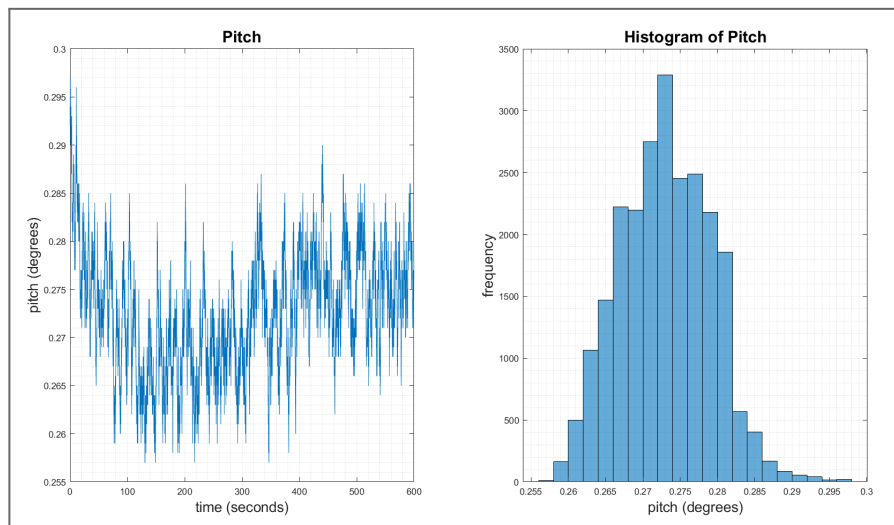 Pitch
0.3
0.295
0.29
0.285
0.28
0.275
0.27
0.265
0.26
0.255
pitch (degrees)
0 100 200 300 400 500 600
time (seconds)
Histogram of Pitch
3500
3000
2500
2000
1500
1000
500
0
frequency
0.255 0.26 0.265 0.27 0.275 0.28 0.285 0.29 0.295 0.3
pitch (degrees)